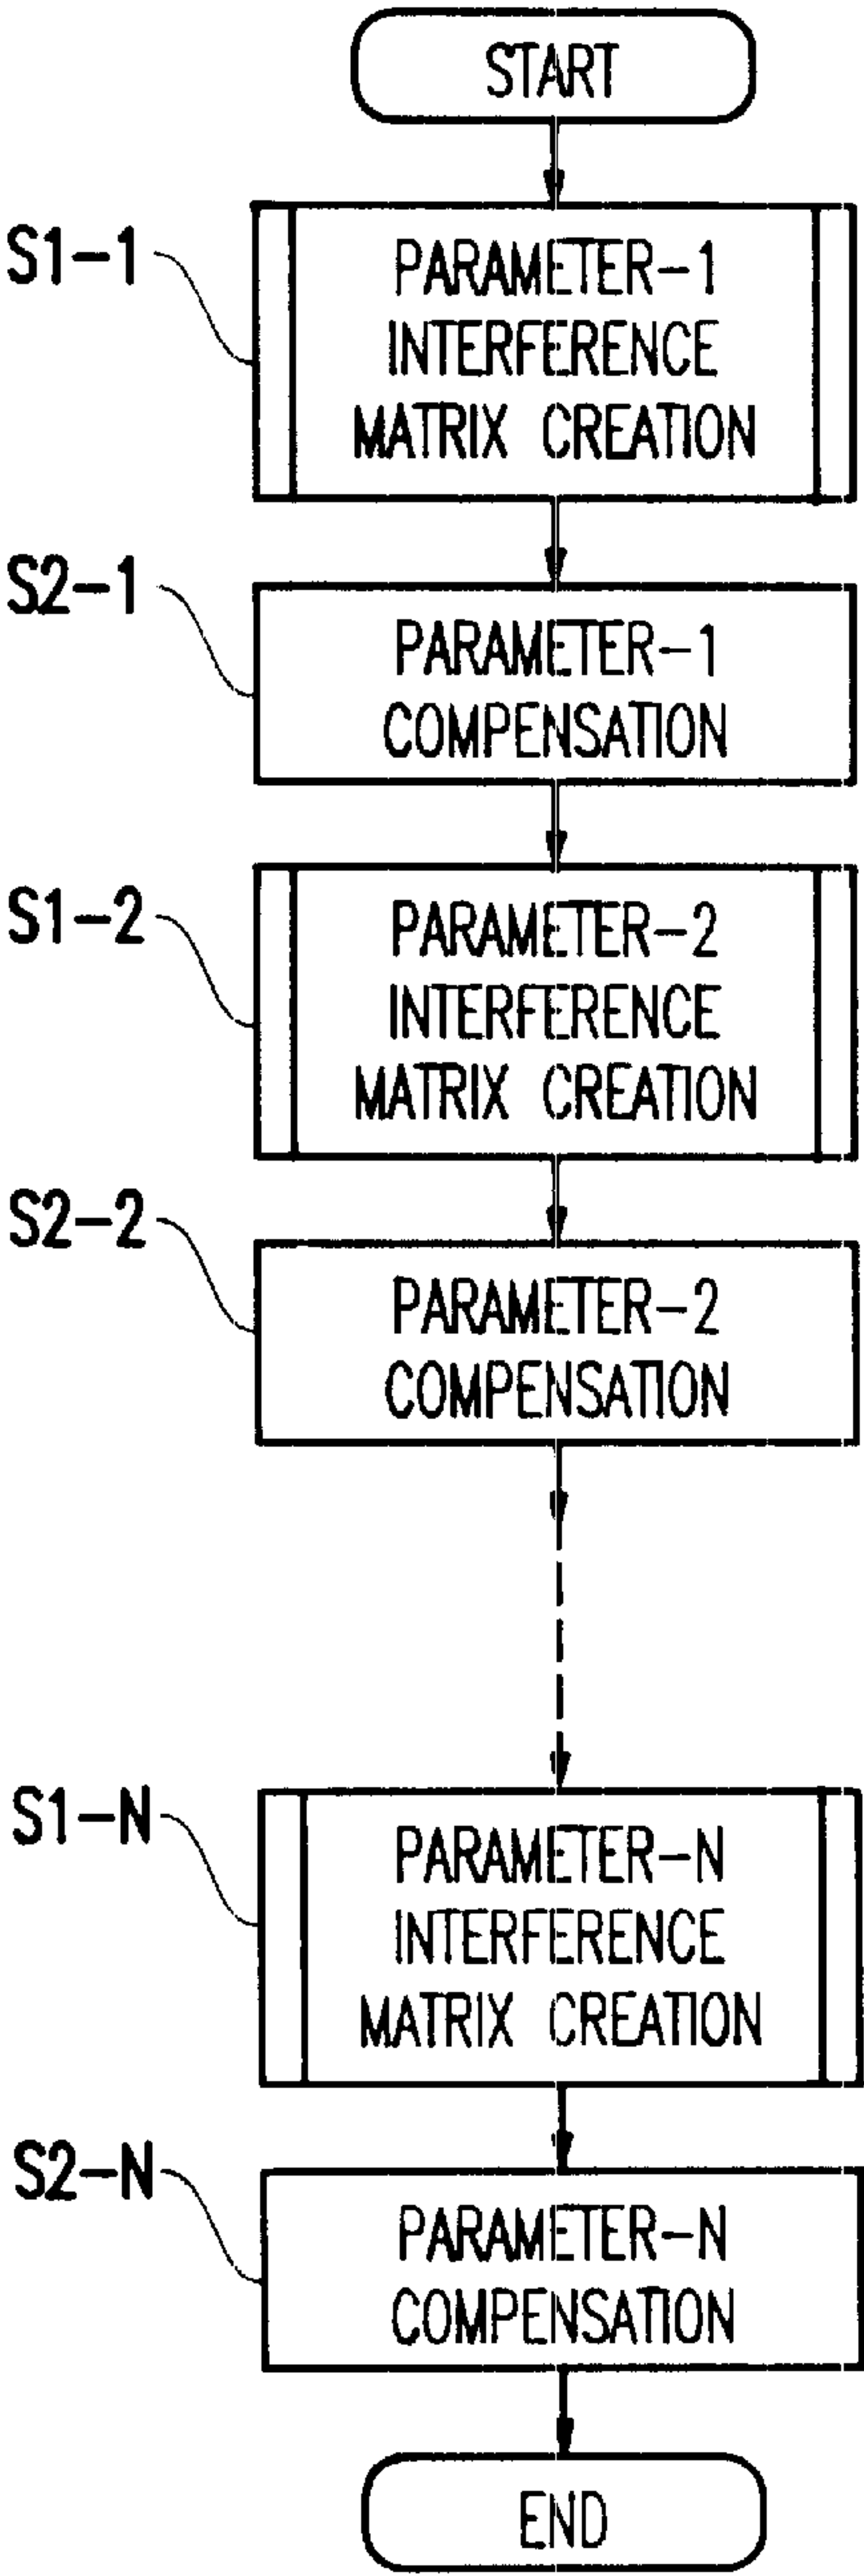 START
S1-1
PARAMETER-1
INTERFERENCE
MATRIX CREATION
S2-1
PARAMETER-1
COMPENSATION
S1-2
PARAMETER-2
INTERFERENCE
MATRIX CREATION
S2-2
PARAMETER-2
COMPENSATION
S1-N
PARAMETER-N
INTERFERENCE
MATRIX CREATION
S2-N
PARAMETER-N
COMPENSATION
END